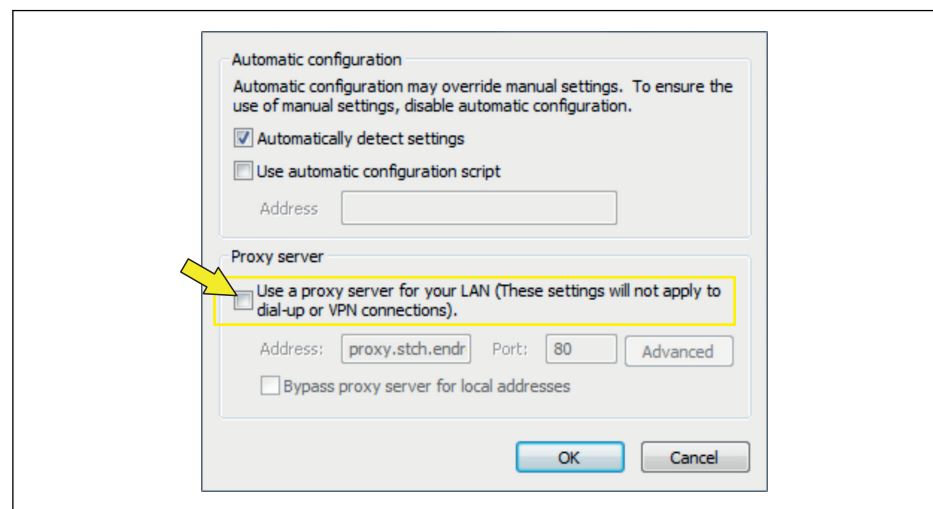 Automatic configuration
Automatic configuration may override manual settings. To ensure the
use of manual settings, disable automatic configuration.
Automatically detect settings
Use automatic configuration script
Address
Proxy server
Use a proxy server for your LAN (These settings will not apply to
dial-up or VPN connections).
Address: proxy.stch.endr Port: 80 Advanced
Bypass proxy server for local addresses
OK Cancel